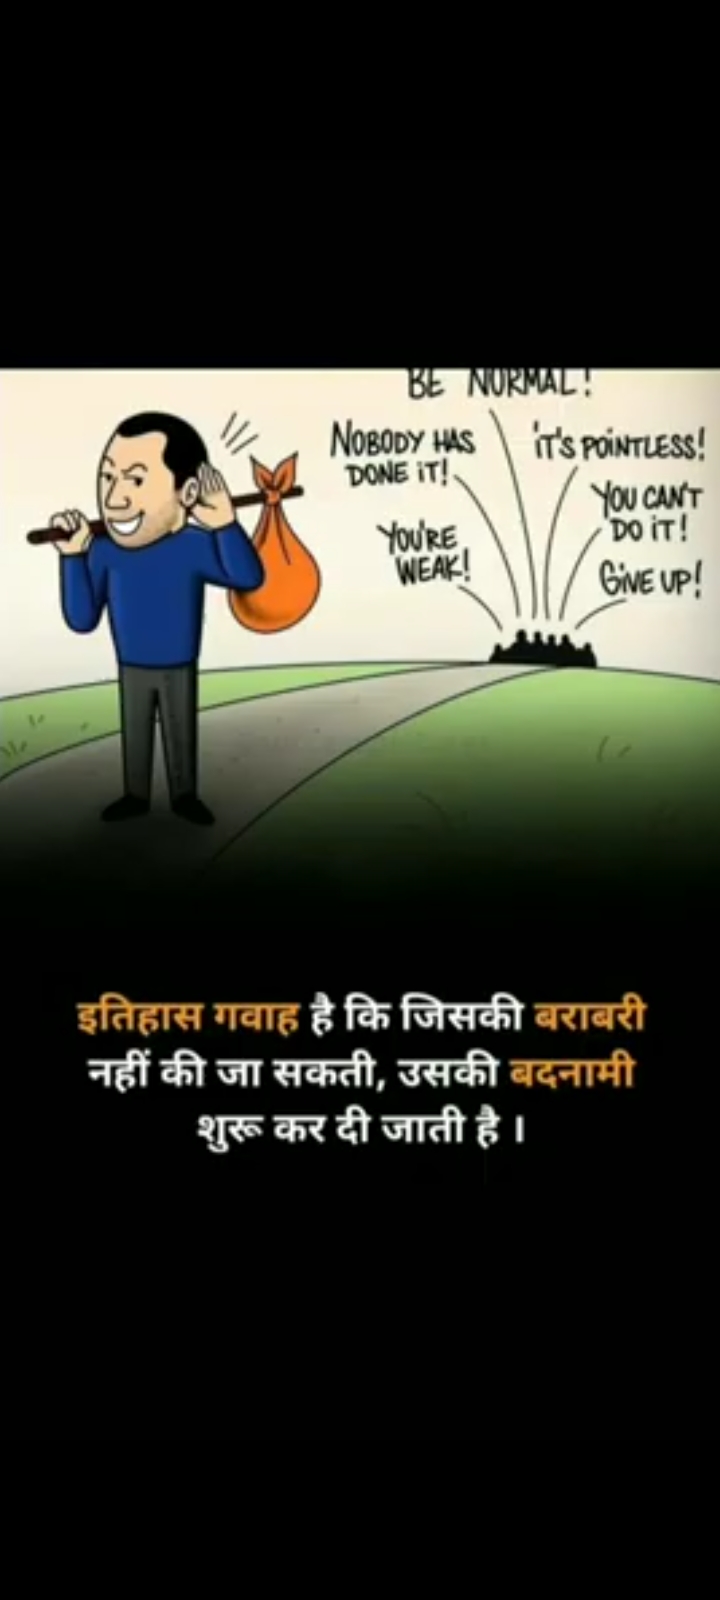 BE NORMAL!
NOBODY HAS
DONE iT!
iT'S POiNTLESS!
YOU CAN'T
DO iT!
YOU'RE
WEAK!
GiVE UP!
इतिहास गवाह है कि जिसकी बराबरी
नहीं की जा सकती, उसकी बदनामी
शुरू कर दी जाती है ।